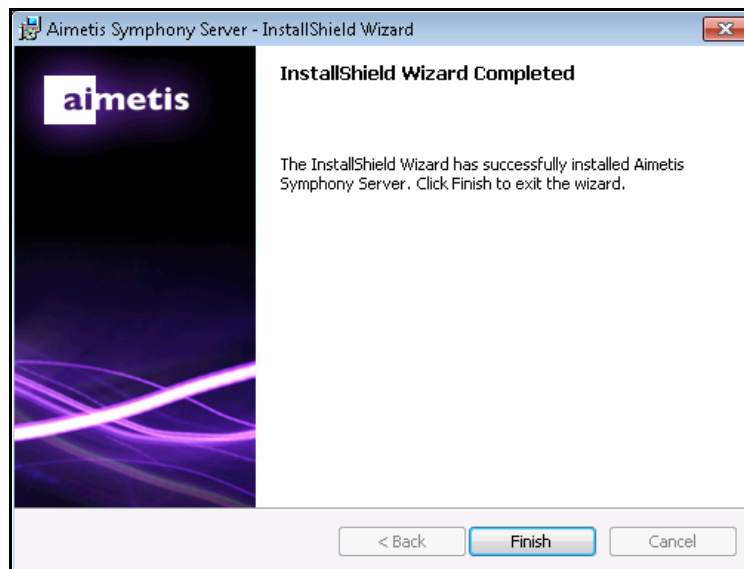 Aimetis Symphony Server - InstallShield Wizard
aimetis
InstallShield Wizard Completed
The InstallShield Wizard has successfully installed Aimetis
Symphony Server. Click Finish to exit the wizard.
< Back
Finish
Cancel